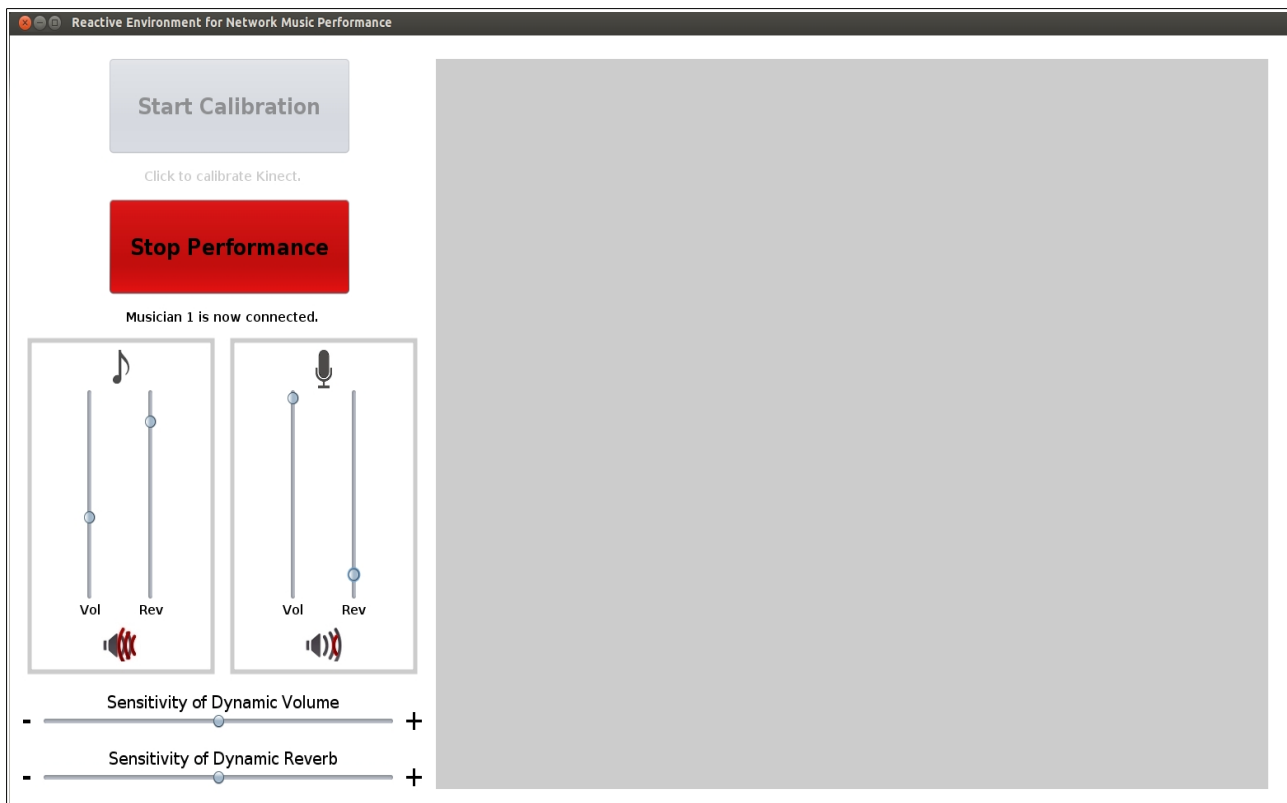 Reactive Environment for Network Music Performance
Start Calibration
Click to calibrate Kinect.
Stop Performance
Musician 1 is now connected.
Vol Rev
Vol Rev
Sensitivity of Dynamic Volume
- +
Sensitivity of Dynamic Reverb
- +